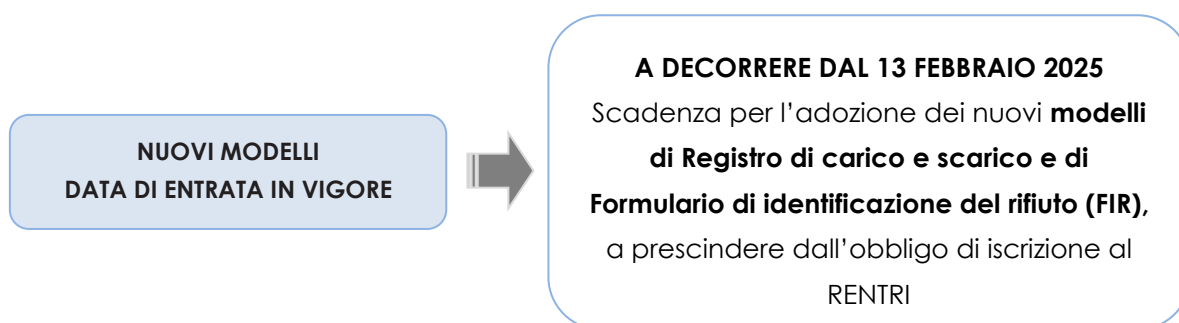 NUOVI MODELLI
DATA DI ENTRATA IN VIGORE
A DECORRERE DAL 13 FEBBRAIO 2025
Scadenza per l’adozione dei nuovi modelli
di Registro di carico e scarico e di
Formulario di identificazione del rifiuto (FIR),
a prescindere dall’obbligo di iscrizione al
RENTRI